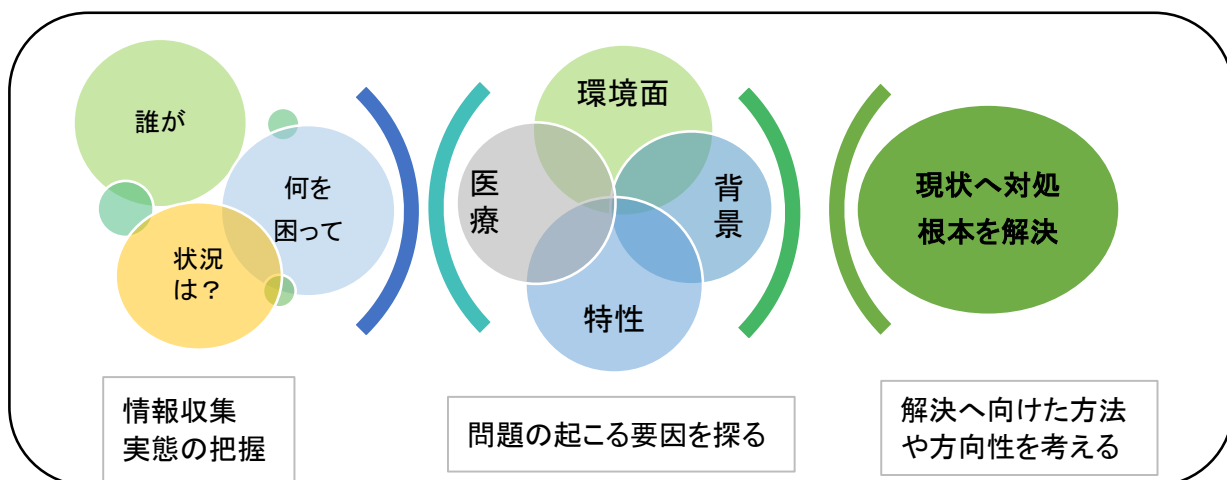 誰が
何を
困って
状況
は？
環境面
医
療
背
景
特性
現状へ対処
根本を解決
情報収集
実態の把握
問題の起こる要因を探る
解決へ向けた方法
や方向性を考える